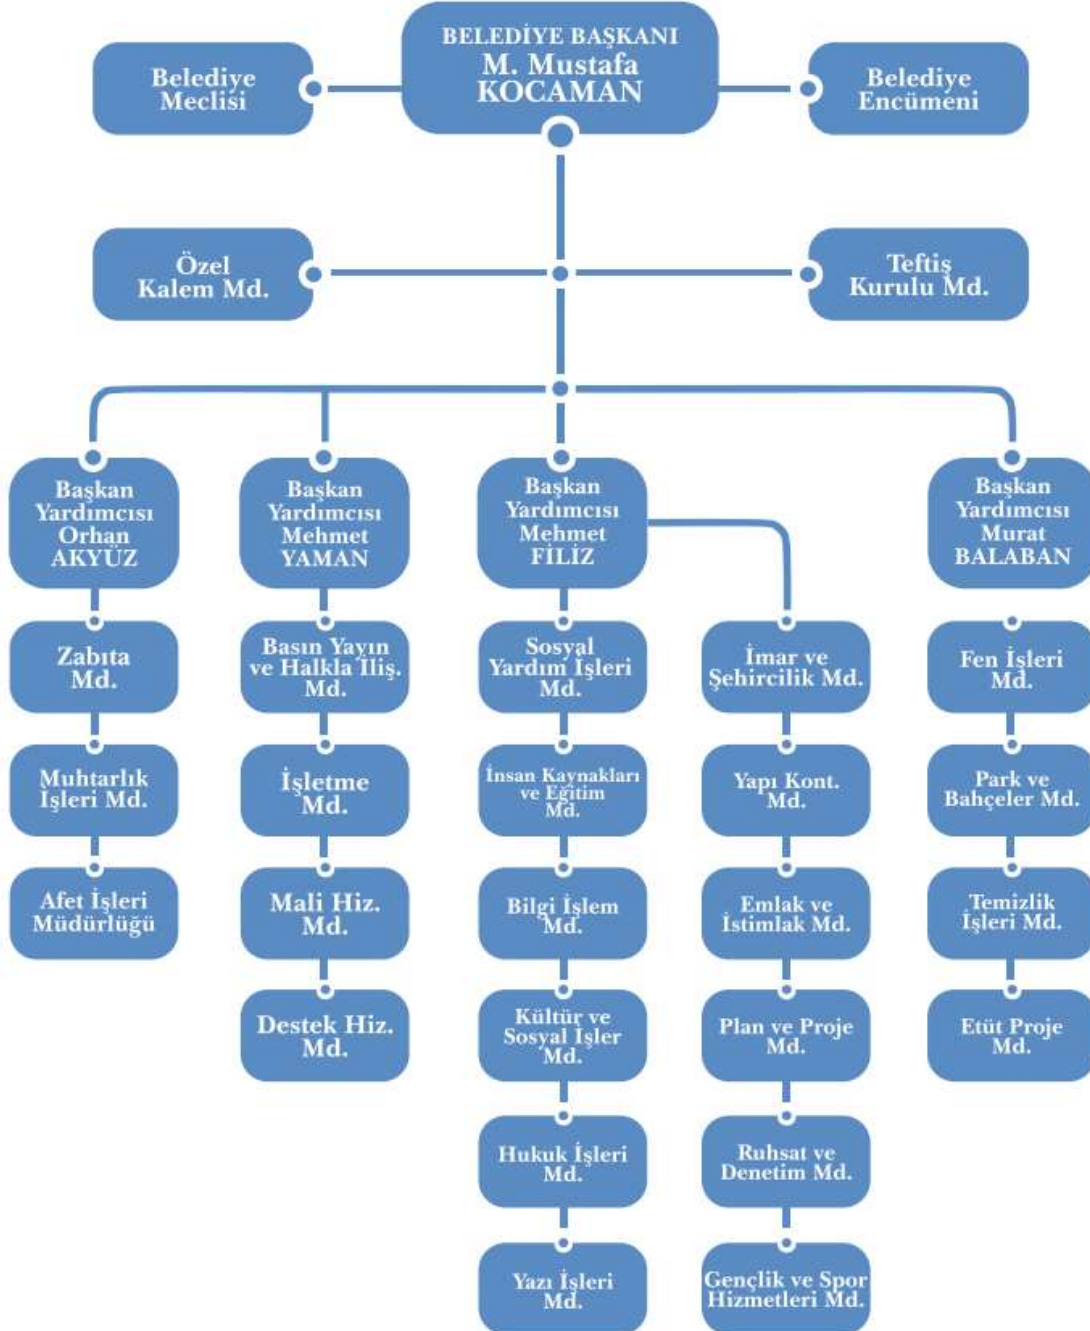 BELEDİYE BAŞKANI
M. Mustafa
KOCAMAN
Belediye
Meclisi
Belediye
Encümeni
Özel
Kalem Md.
Teftiş
Kurulu Md.
Başkan
Yardımcısı
Orhan
AKYÜZ
Zabıta
Md.
Muhtarlık
İşleri Md.
Afet İşleri
Müdürlüğü
Başkan
Yardımcısı
Mehmet
YAMAN
Basın Yayın
ve Halkla İliş.
Md.
İşletme
Md.
Mali Hiz.
Md.
Destek Hiz.
Md.
Başkan
Yardımcısı
Mehmet
FİLİZ
Sosyal
Yardım İşleri
Md.
İnsan Kaynakları
ve Eğitim
Md.
Bilgi İşlem
Md.
Kültür ve
Sosyal İşler
Md.
Hukuk İşleri
Md.
Yazı İşleri
Md.
İmar ve
Şehircilik Md.
Yapı Kont.
Md.
Emlak ve
İstimlak Md.
Plan ve Proje
Md.
Ruhsat ve
Denetim Md.
Gençlik ve Spor
Hizmetleri Md.
Başkan
Yardımcısı
Murat
BALABAN
Fen İşleri
Md.
Park ve
Bahçeler Md.
Temizlik
İşleri Md.
Etüt Proje
Md.